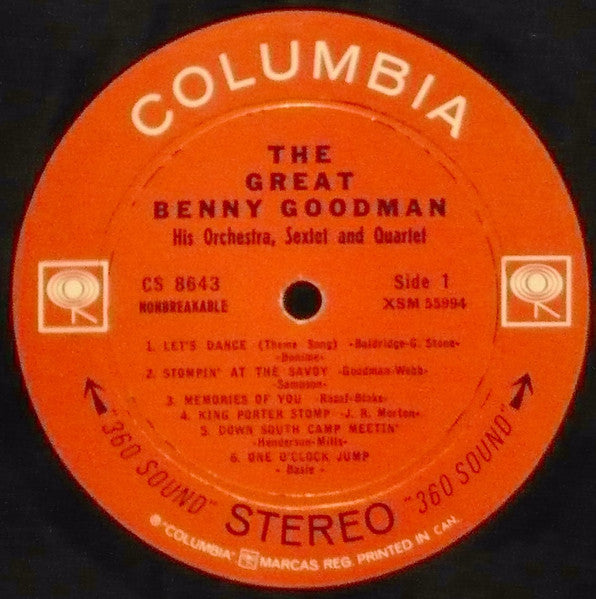 COLUMBIA
THE
GREAT
BENNY GOODMAN
His Orchestra, Sextet and Quartet
CS 8643
NONBREAKABLE
Side 1
XSM 55994
1. LET'S DANCE (Theme Song) -Baldridge-G. Stone-
-Bonime-
2. STOMPIN' AT THE SAVOY -Goodman-Webb-
-Sampson-
3. MEMORIES OF YOU -Razaf-Blake-
4. KING PORTER STOMP -J. R. Morton-
5. DOWN SOUTH CAMP MEETIN'
-Henderson-Mills-
6. ONE O'CLOCK JUMP
-Basie-
"360 SOUND" STEREO "360 SOUND"
® "COLUMBIA" MARCAS REG. PRINTED IN CAN.